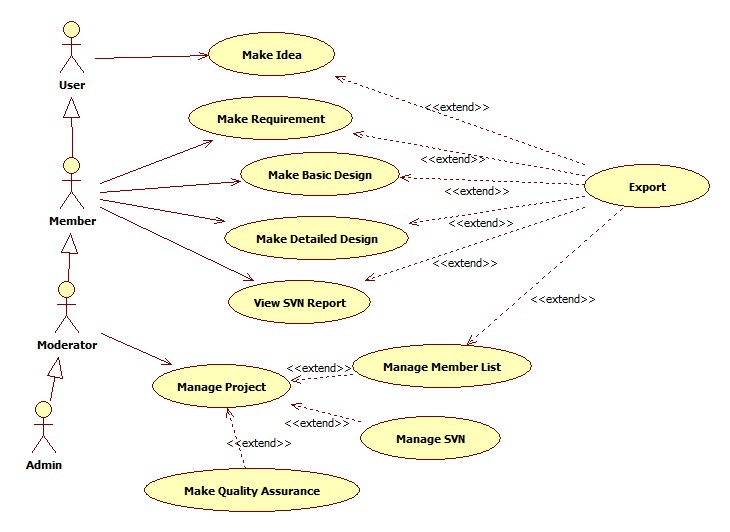 Make Idea
User
<<extend>>
Make Requirement
<<extend>>
Make Basic Design
<<extend>>
Export
Member
Make Detailed Design
<<extend>>
<<extend>>
View SVN Report
<<extend>>
Moderator
Manage Project
<<extend>>
Manage Member List
<<extend>>
Manage SVN
<<extend>>
Admin
Make Quality Assurance